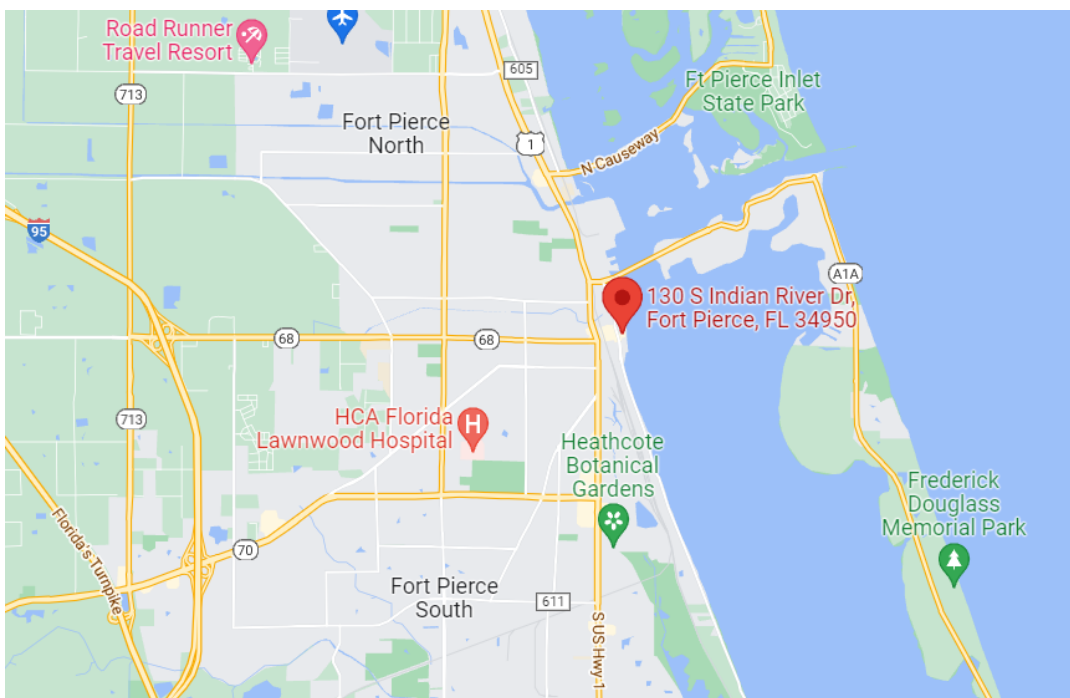 Road Runner
Travel Resort
605
713
Ft Pierce Inlet
State Park
Fort Pierce
North
1
N Causeway
95
A1A
130 S Indian River Dr,
Fort Pierce, FL 34950
68
68
713
HCA Florida
Lawnwood Hospital
H
Heathcote
Botanical
Gardens
Frederick
Douglass
Memorial Park
Florida's Turnpike
70
Fort Pierce
South
611
S US Hwy 1